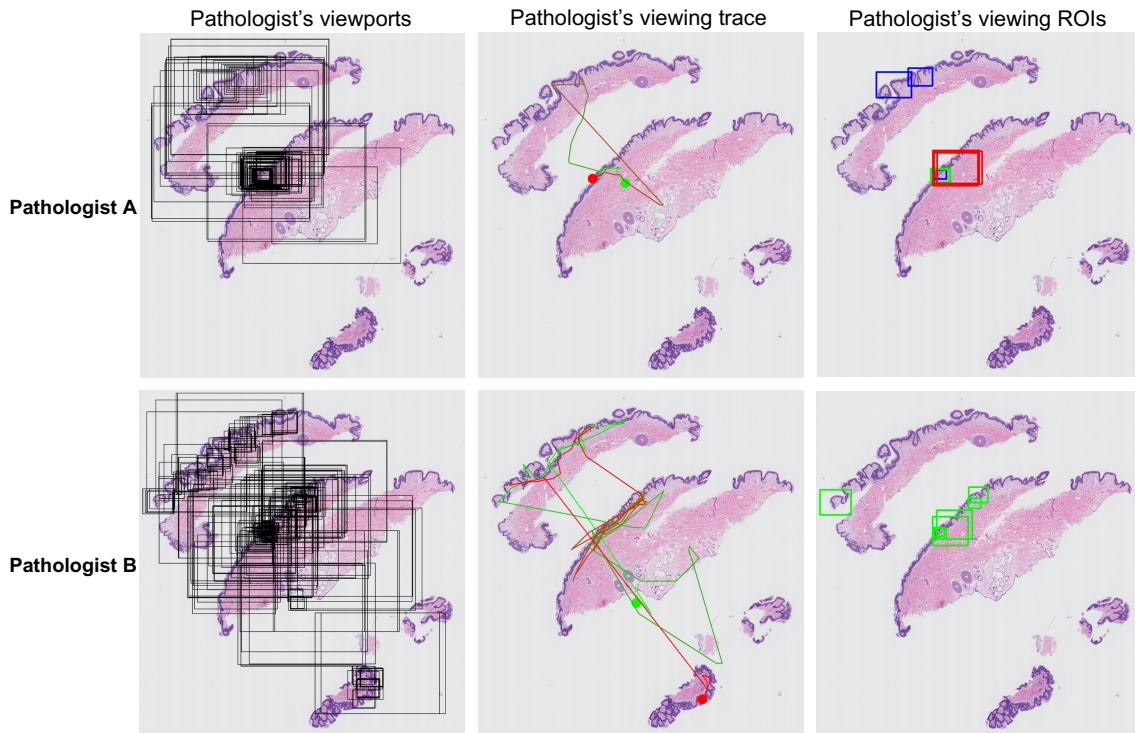 Pathologist's viewports
Pathologist's viewing trace
Pathologist's viewing ROIs
Pathologist A
Pathologist B